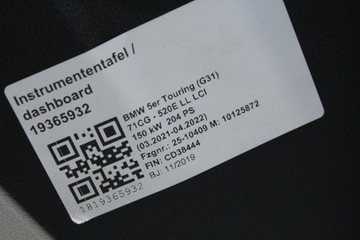 Instrumententafel /
dashboard
19365932
BMW 5er Touring (G31)
71CG - 520E LL LCI
150 kW 204 PS
(03.2021-04.2022)
Fzgnr.: 25-10409 M: 10125872
FIN: CD38444
BJ: 11/2019
1819365932